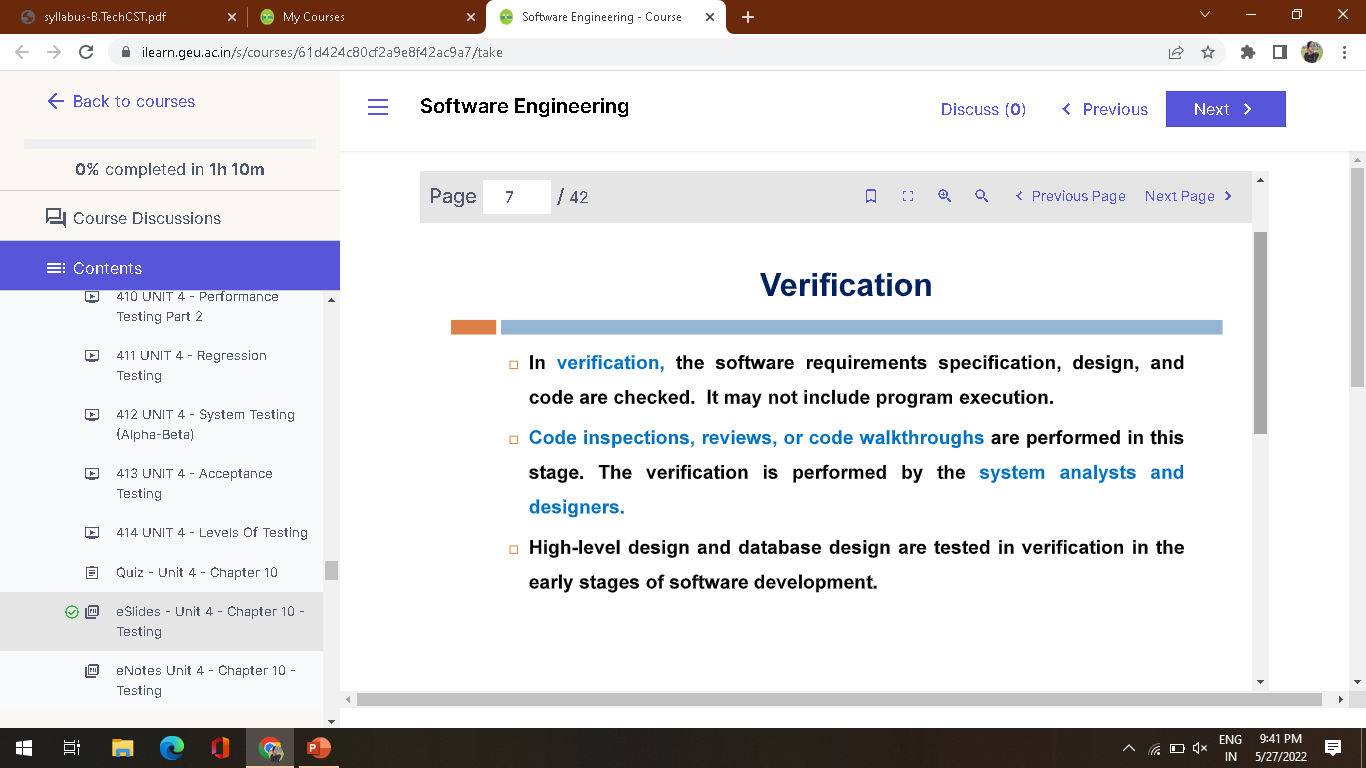 syllabus-B.TechCST.pdf
My Courses
Software Engineering - Course
ilearn.geu.ac.in/s/courses/61d424c80cf2a9e8f42ac9a7/take
Back to courses
0% completed in 1h 10m
Course Discussions
Contents
410 UNIT 4 - Performance
Testing Part 2
411 UNIT 4 - Regression
Testing
412 UNIT 4 - System Testing
(Alpha-Beta)
413 UNIT 4 - Acceptance
Testing
414 UNIT 4 - Levels Of Testing
Quiz - Unit 4 - Chapter 10
eSlides - Unit 4 - Chapter 10 -
Testing
eNotes Unit 4 - Chapter 10 -
Testing
Software Engineering
Discuss (0)
Previous
Next
Page 7 / 42
Previous Page
Next Page
Verification
In verification, the software requirements specification, design, and
code are checked. It may not include program execution.
Code inspections, reviews, or code walkthroughs are performed in this
stage. The verification is performed by the system analysts and
designers.
High-level design and database design are tested in verification in the
early stages of software development.
ENG
IN
9:41 PM
5/27/2022